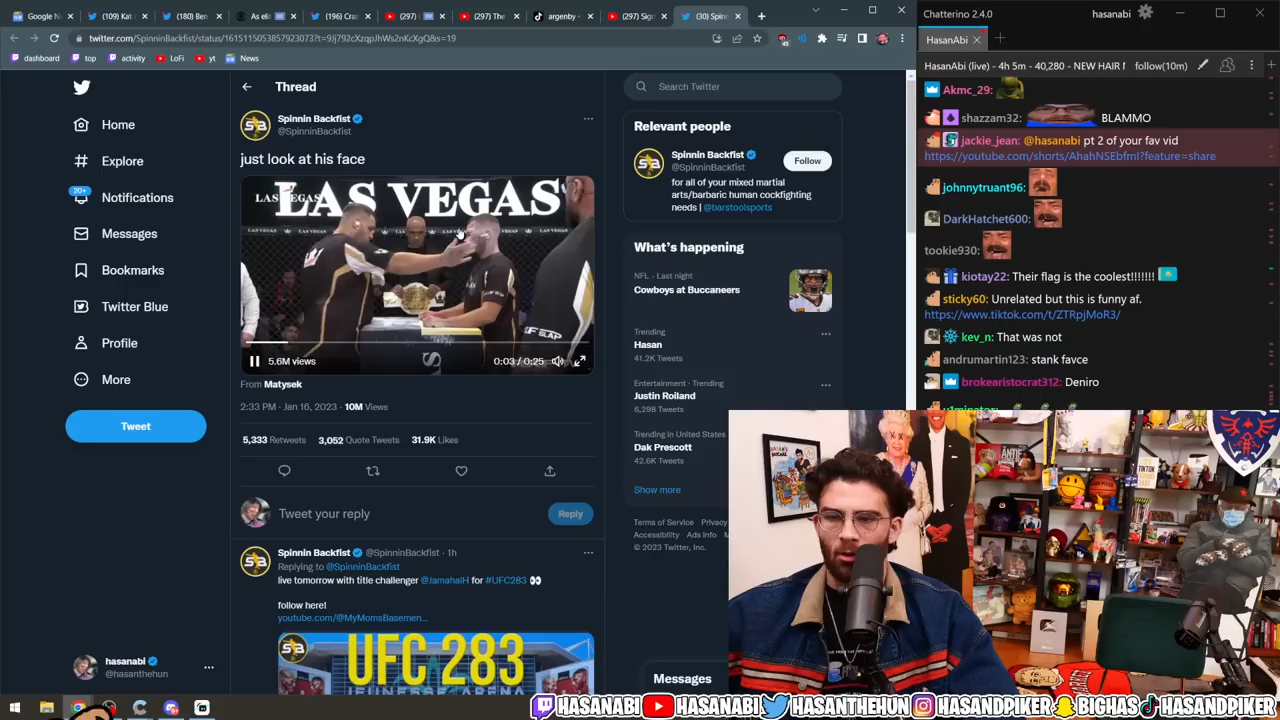 Google Ne
(109) Kat
(180) Ber
As eli
(196) Craz
(297)
(297) The
argenby
(297) Sig
(30) Spinn
twitter.com/SpinninBackfist/status/1615115053857923073?t=9Jj792cXzqpJhWs2nKcXgQ&s=19
dashboard
top
activity
LoFi
yt
News
Thread
Spinnin Backfist
@SpinninBackfist
just look at his face
LAS VEGAS
SLAP
5.6M views
0:03 / 0:25
From Matysek
2:33 PM · Jan 16, 2023 · 10M Views
5,333 Retweets 3,052 Quote Tweets 31.9K Likes
Tweet your reply
Reply
Spinnin Backfist @SpinninBackfist · 1h
Replying to @SpinninBackfist
live tomorrow with title challenger @JamahalH for #UFC283
follow here!
youtube.com/@MyMomsBasemen...
UFC 283
Home
Explore
20+
Notifications
Messages
Bookmarks
Twitter Blue
Profile
More
Tweet
hasanabi
@hasanthehun
Search Twitter
Relevant people
Spinnin Backfist
@SpinninBackfist
Follow
for all of your mixed martial
arts/barbaric human cockfighting
needs | @barstoolsports
What's happening
NFL · Last night
Cowboys at Buccaneers
Trending
Hasan
41.2K Tweets
Entertainment · Trending
Justin Roiland
6,298 Tweets
Trending in United States
Dak Prescott
42.6K Tweets
Show more
Terms of Service Privacy
Accessibility Ads Info
© 2023 Twitter, Inc.
Messages
Chatterino 2.4.0
hasanabi
HasanAbi
HasanAbi (live) - 4h 5m - 40,280 - NEW HAIR
follow(10m)
Akmc_29:
shazzam32: BLAMMO
jackie_jean: @hasanabi pt 2 of your fav vid
https://youtube.com/shorts/AhahNSEbfmI?feature=share
johnnytruant96:
DarkHatchet600:
tookie930:
kiotay22: Their flag is the coolest!!!!!!!
sticky60: Unrelated but this is funny af.
https://www.tiktok.com/t/ZTRpjMoR3/
kev_n: That was not
andrumartin123: stank favce
brokearistocrat312: Deniro
HASANABI HASANABI HASANTHEHUN HASANDPIKER BIGHAS HASANDPIKER